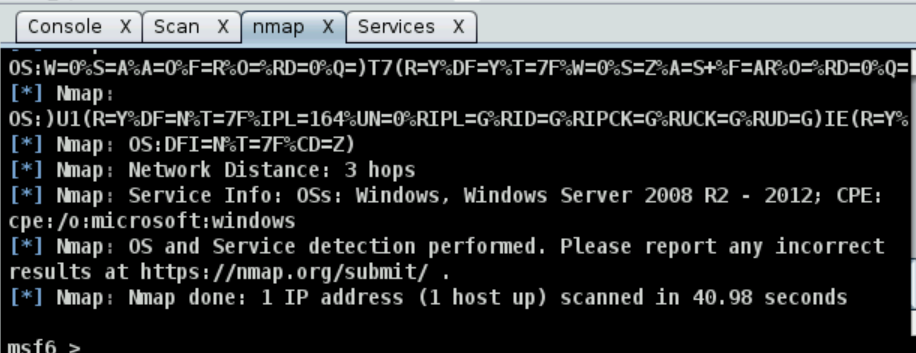 Console X Scan X nmap X Services X
OS:W=0%S=A%A=O%F=R%O=%RD=0%Q=)T7(R=Y%DF=Y%T=7F%W=0%S=Z%A=S+%F=AR%O=%RD=0%Q=
[*] Nmap:
OS:)U1(R=Y%DF=N%T=7F%IPL=164%UN=0%RIPL=G%RID=G%RIPCK=G%RUCK=G%RUD=G)IE(R=Y%
[*] Nmap: OS:DFI=N%T=7F%CD=Z)
[*] Nmap: Network Distance: 3 hops
[*] Nmap: Service Info: OSs: Windows, Windows Server 2008 R2 - 2012; CPE:
cpe:/o:microsoft:windows
[*] Nmap: OS and Service detection performed. Please report any incorrect
results at https://nmap.org/submit/ .
[*] Nmap: Nmap done: 1 IP address (1 host up) scanned in 40.98 seconds
msf6 >